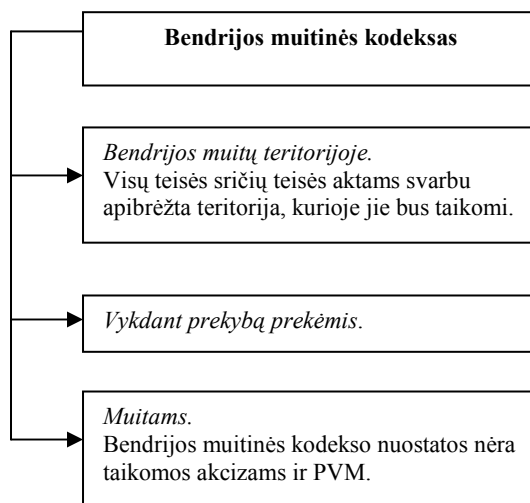 Bendrijos muitinės kodeksas
Bendrijos muitų teritorijoje.
Visų teisės sričių teisės aktams svarbu
apibrėžta teritorija, kurioje jie bus taikomi.
Vykdant prekybą prekėmis.
Muitams.
Bendrijos muitinės kodekso nuostatos nėra
taikomos akcizams ir PVM.